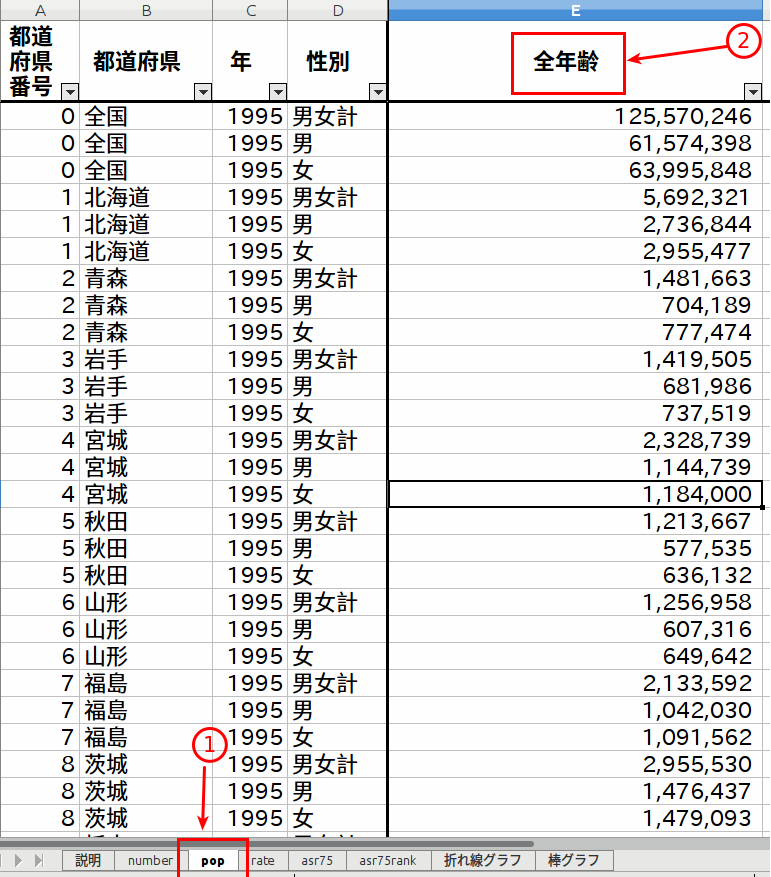 A B C D E
都道
府県
番号 都道府県 年 性別 全年齢 2
0 全国 1995 男女計 125,570,246
0 全国 1995 男 61,574,398
0 全国 1995 女 63,995,848
1 北海道 1995 男女計 5,692,321
1 北海道 1995 男 2,736,844
1 北海道 1995 女 2,955,477
2 青森 1995 男女計 1,481,663
2 青森 1995 男 704,189
2 青森 1995 女 777,474
3 岩手 1995 男女計 1,419,505
3 岩手 1995 男 681,986
3 岩手 1995 女 737,519
4 宮城 1995 男女計 2,328,739
4 宮城 1995 男 1,144,739
4 宮城 1995 女 1,184,000
5 秋田 1995 男女計 1,213,667
5 秋田 1995 男 577,535
5 秋田 1995 女 636,132
6 山形 1995 男女計 1,256,958
6 山形 1995 男 607,316
6 山形 1995 女 649,642
7 福島 1995 男女計 2,133,592
7 福島 1995 男 1,042,030
7 福島 1995 女 1,091,562
1
8 茨城 1995 男女計 2,955,530
8 茨城 1995 男 1,476,437
8 茨城 1995 女 1,479,093
説明 number pop rate asr75 asr75rank 折れ線グラフ 棒グラフ